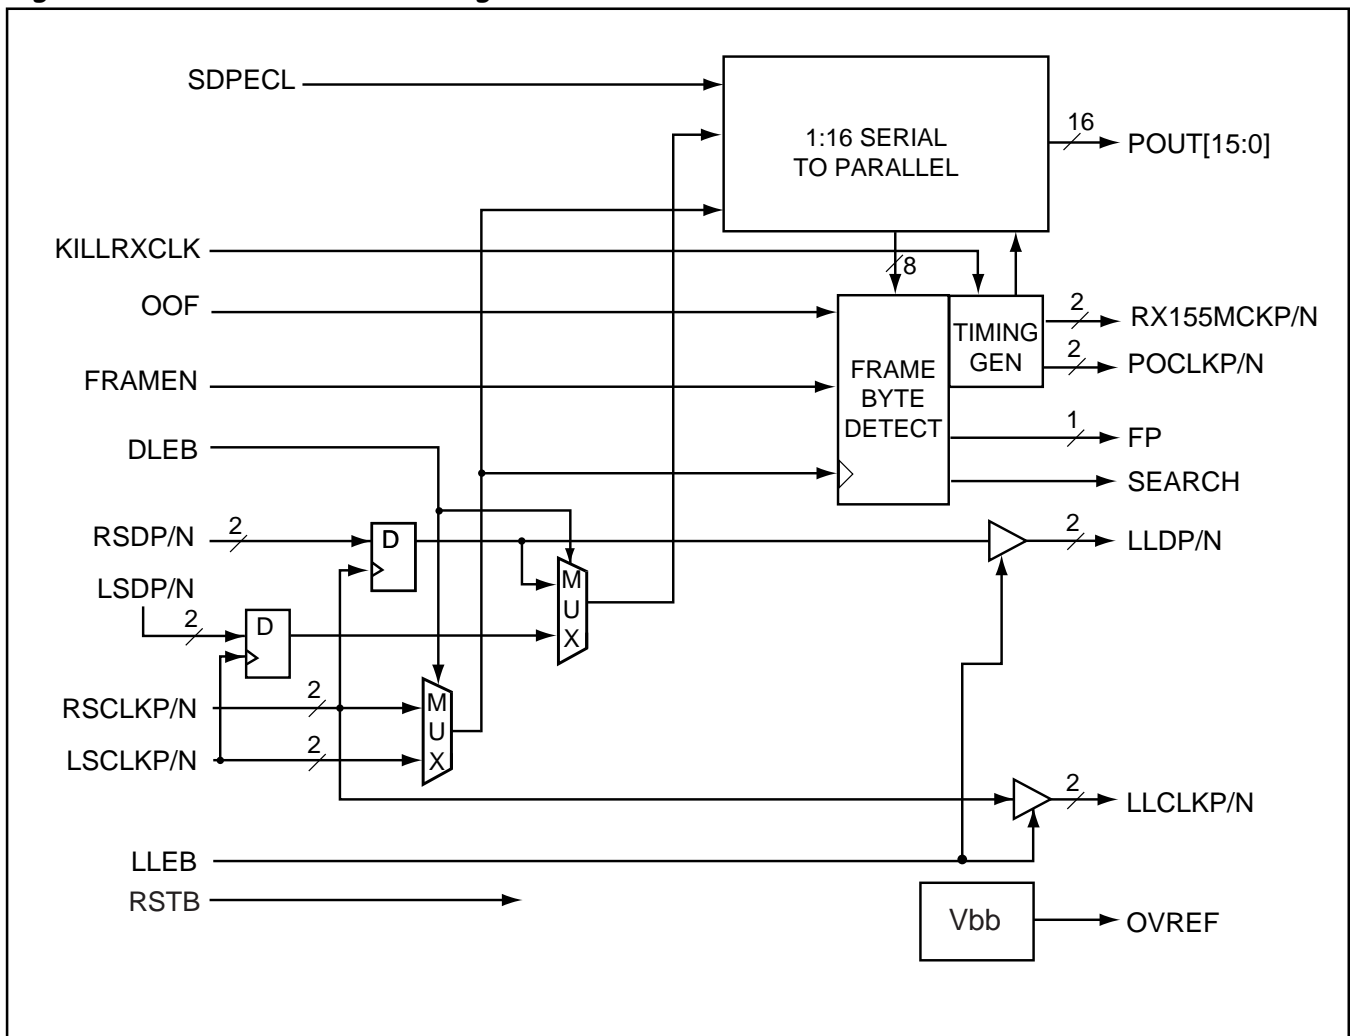 SDPECL
1:16 SERIAL
TO PARALLEL
16
POUT[15:0]
KILLRXCLK
8
OOF
TIMING
GEN
2
RX155MCKP/N
2
POCLKP/N
FRAMEN
FRAME
BYTE
DETECT
1
FP
SEARCH
DLEB
RSDP/N
2
D
MUX
2
LLDP/N
LSDP/N
2
D
RSCLKP/N
2
MUX
LSCLKP/N
2
2
LLCLKP/N
LLEB
RSTB
Vbb
OVREF